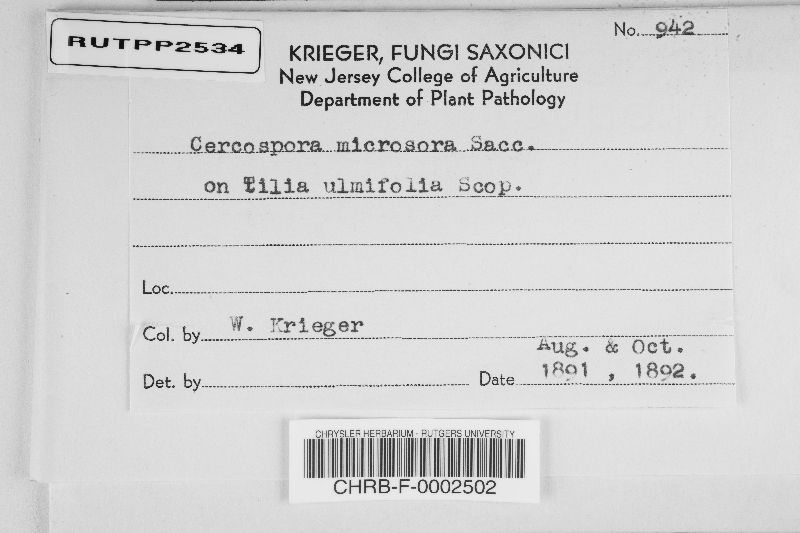 RUTPP2534
No. 942
KRIEGER, FUNGI SAXONICI
New Jersey College of Agriculture
Department of Plant Pathology
Cercospora microsora Sacc.
on Tilia ulmifolia Scop.
Loc.
Col. by W. Krieger
Aug. & Oct.
Det. by Date 1891 , 1892.
CHRYSLER HERBARIUM - RUTGERS UNIVERSITY
CHRB-F-0002502